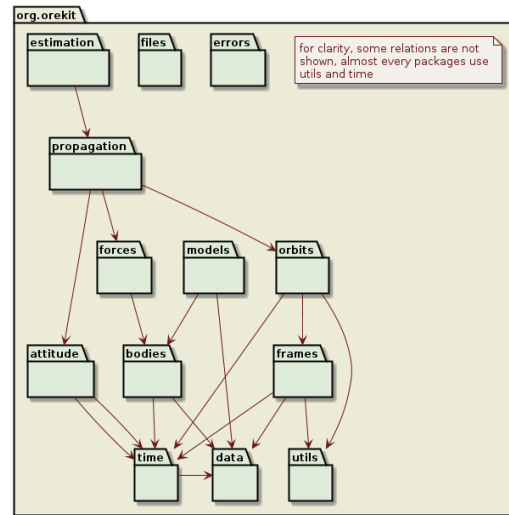 org.orekit
estimation
files
errors
for clarity, some relations are not
shown, almost every packages use
utils and time
propagation
forces
models
orbits
attitude
bodies
frames
time
data
utils